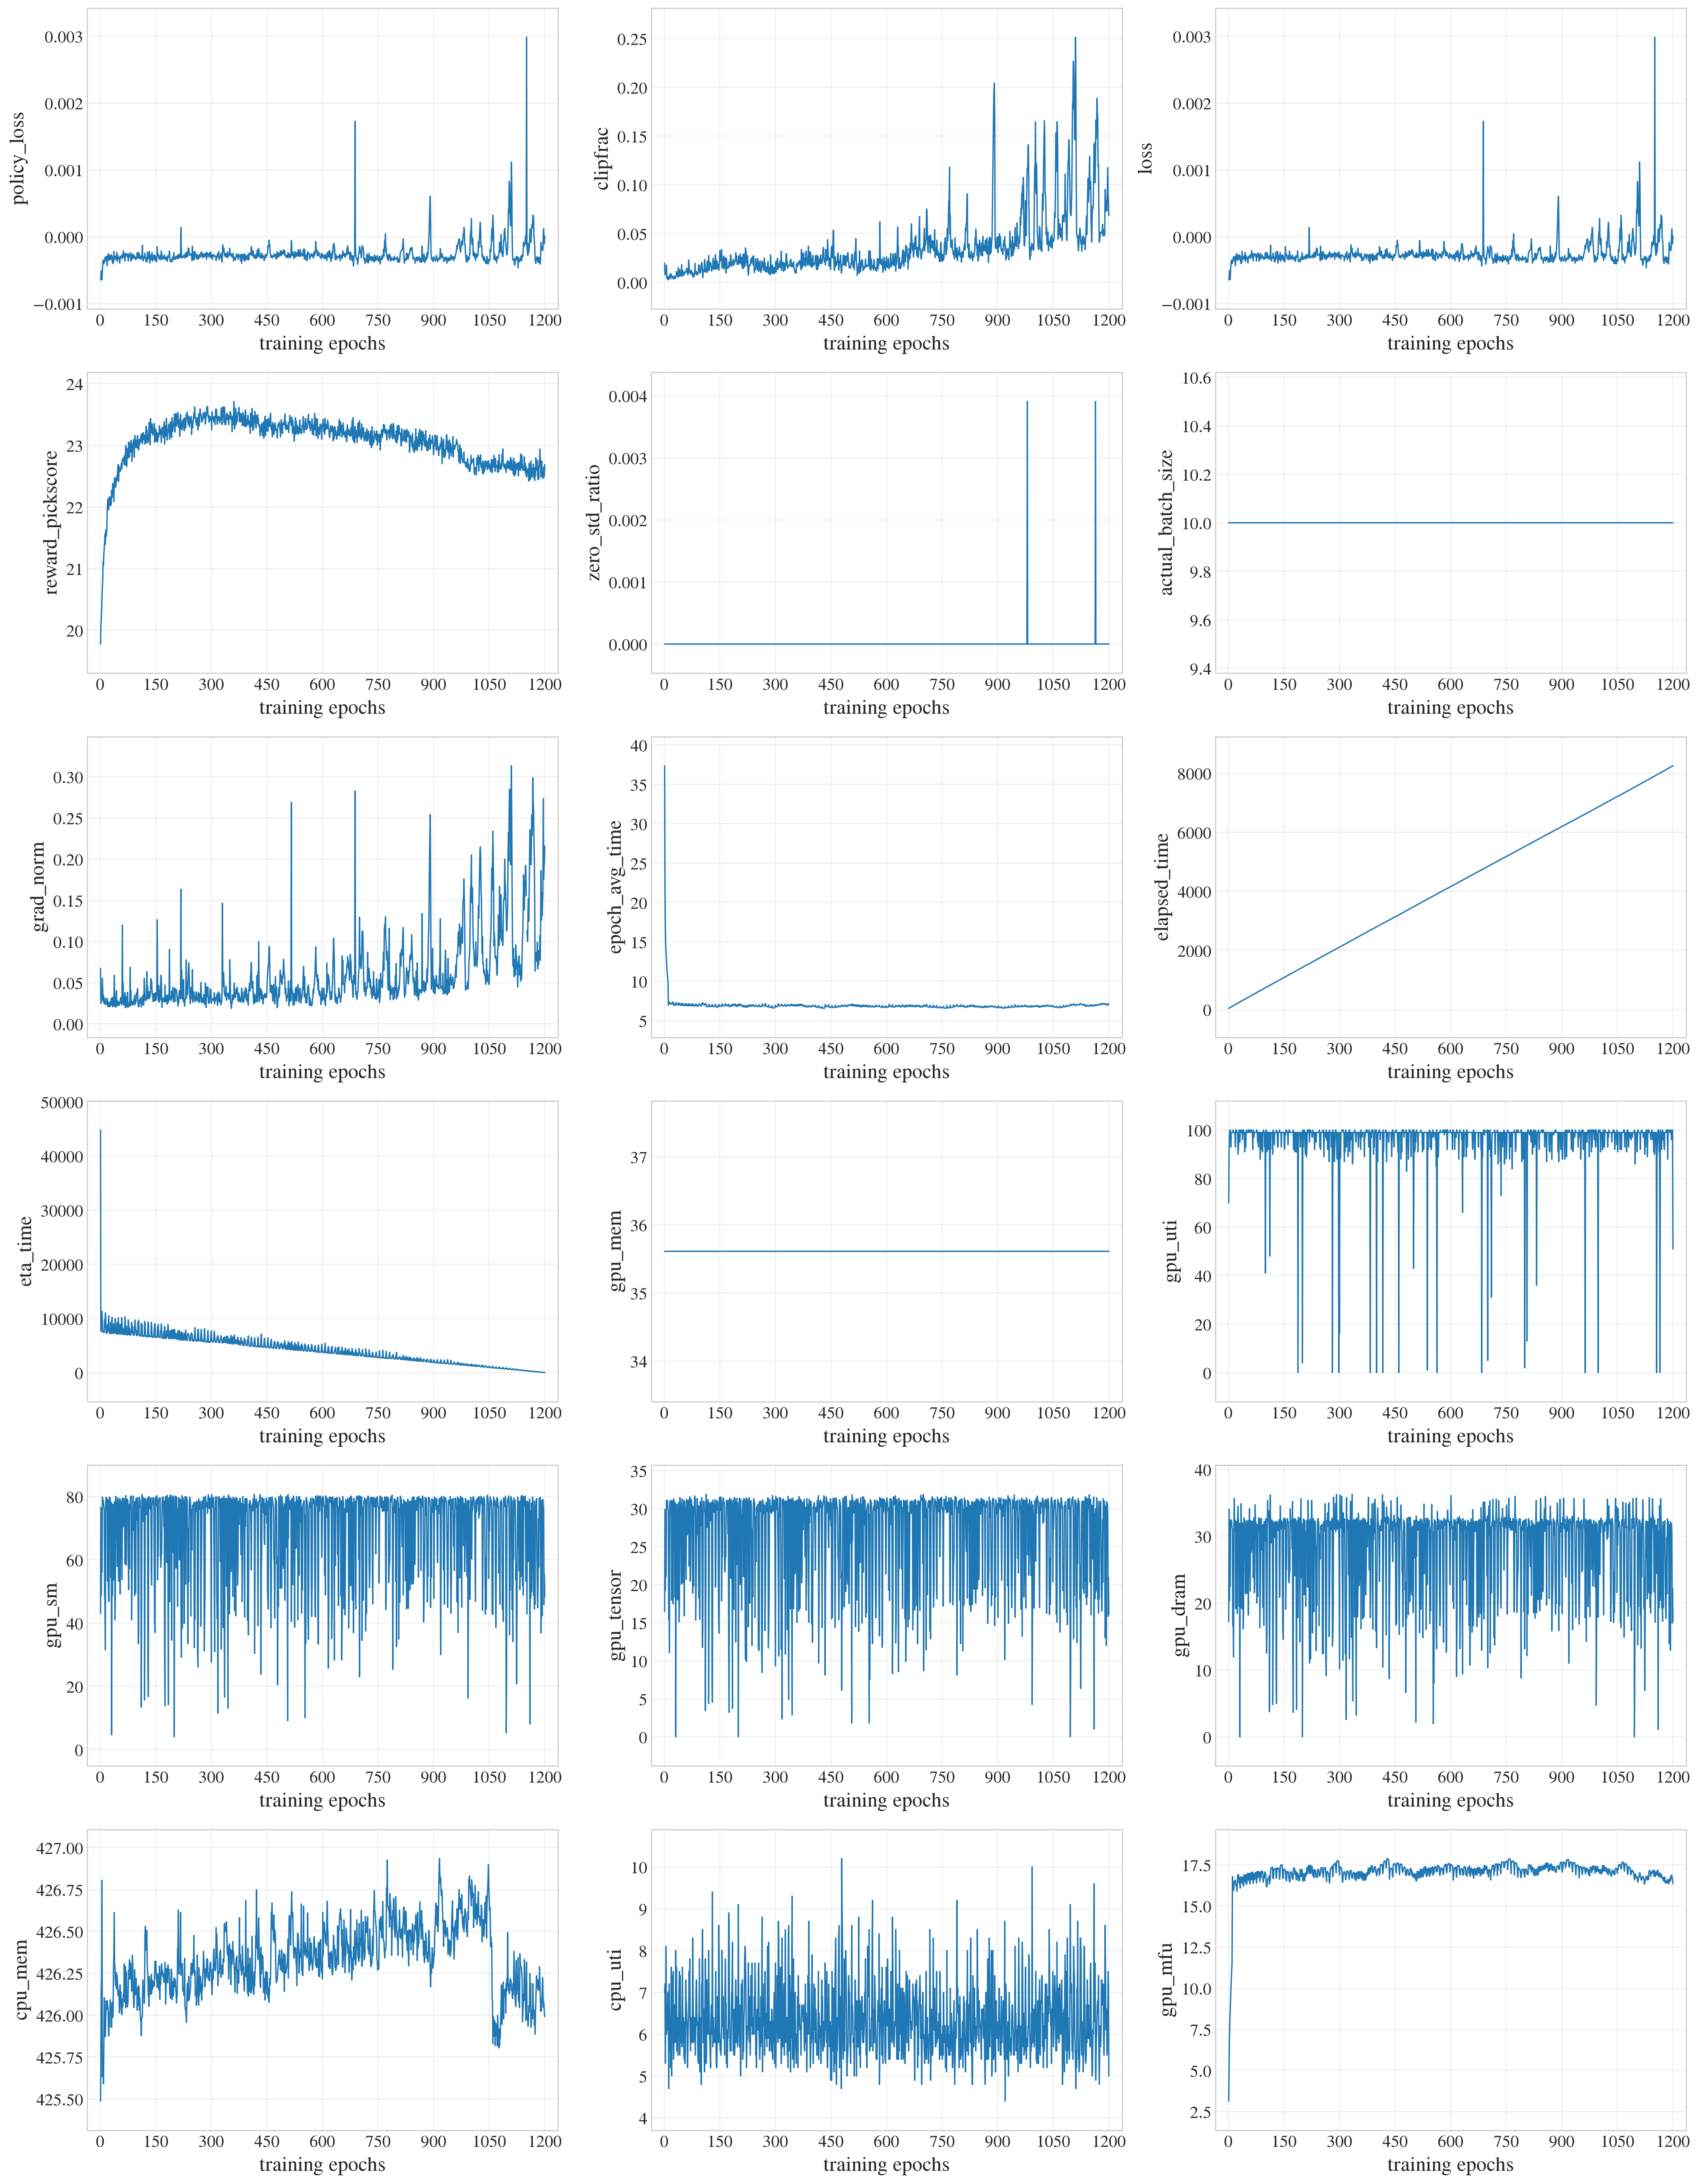 policy_loss
0.003
0.002
0.001
0.000
−0.001
0 150 300 450 600 750 900 1050 1200
training epochs
clipfrac
0.25
0.20
0.15
0.10
0.05
0.00
0 150 300 450 600 750 900 1050 1200
training epochs
loss
0.003
0.002
0.001
0.000
−0.001
0 150 300 450 600 750 900 1050 1200
training epochs
reward_pickscore
24
23
22
21
20
0 150 300 450 600 750 900 1050 1200
training epochs
zero_std_ratio
0.004
0.003
0.002
0.001
0.000
0 150 300 450 600 750 900 1050 1200
training epochs
actual_batch_size
10.6
10.4
10.2
10.0
9.8
9.6
9.4
0 150 300 450 600 750 900 1050 1200
training epochs
grad_norm
0.30
0.25
0.20
0.15
0.10
0.05
0.00
0 150 300 450 600 750 900 1050 1200
training epochs
epoch_avg_time
40
35
30
25
20
15
10
5
0 150 300 450 600 750 900 1050 1200
training epochs
elapsed_time
8000
6000
4000
2000
0
0 150 300 450 600 750 900 1050 1200
training epochs
eta_time
50000
40000
30000
20000
10000
0
0 150 300 450 600 750 900 1050 1200
training epochs
gpu_mem
37
36
35
34
0 150 300 450 600 750 900 1050 1200
training epochs
gpu_uti
100
80
60
40
20
0
0 150 300 450 600 750 900 1050 1200
training epochs
gpu_sm
80
60
40
20
0
0 150 300 450 600 750 900 1050 1200
training epochs
gpu_tensor
35
30
25
20
15
10
5
0
0 150 300 450 600 750 900 1050 1200
training epochs
gpu_dram
40
30
20
10
0
0 150 300 450 600 750 900 1050 1200
training epochs
cpu_mem
427.00
426.75
426.50
426.25
426.00
425.75
425.50
0 150 300 450 600 750 900 1050 1200
training epochs
cpu_uti
10
9
8
7
6
5
4
0 150 300 450 600 750 900 1050 1200
training epochs
gpu_mfu
17.5
15.0
12.5
10.0
7.5
5.0
2.5
0 150 300 450 600 750 900 1050 1200
training epochs